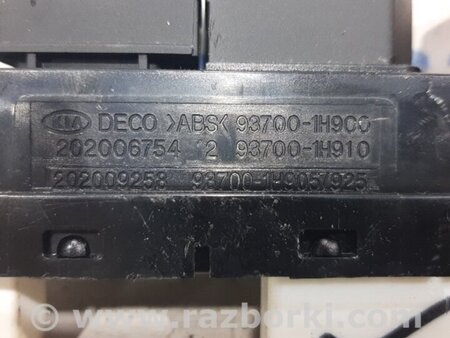 KIA DECO >ABS< 93700-1H900
202006754 2 93700-1H910
202009258 93700-1H905/925
www.razborki.com